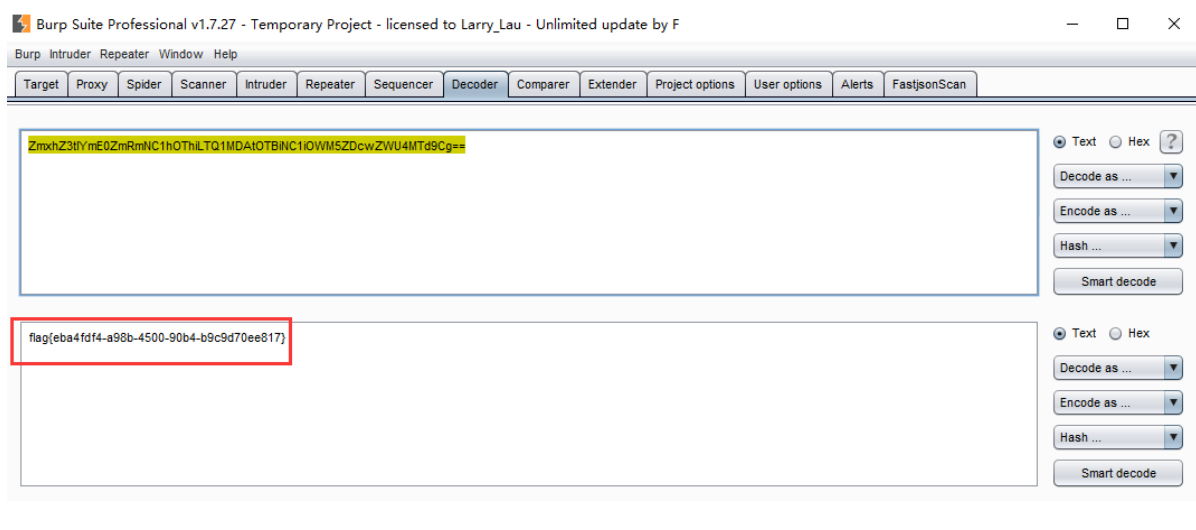 Burp Suite Professional v1.7.27 - Temporary Project - licensed to Larry_Lau - Unlimited update by F
Burp Intruder Repeater Window Help
Target Proxy Spider Scanner Intruder Repeater Sequencer Decoder Comparer Extender Project options User options Alerts FastjsonScan
ZmxhZ3tlYmE0ZmRmNC1hOThiLTQ1MDAtOTBiNC1iOWM5ZDcwZWU4MTd9Cg==
Text Hex ?
Decode as ...
Encode as ...
Hash ...
Smart decode
flag{eba4fdf4-a98b-4500-90b4-b9c9d70ee817}
Text Hex
Decode as ...
Encode as ...
Hash ...
Smart decode